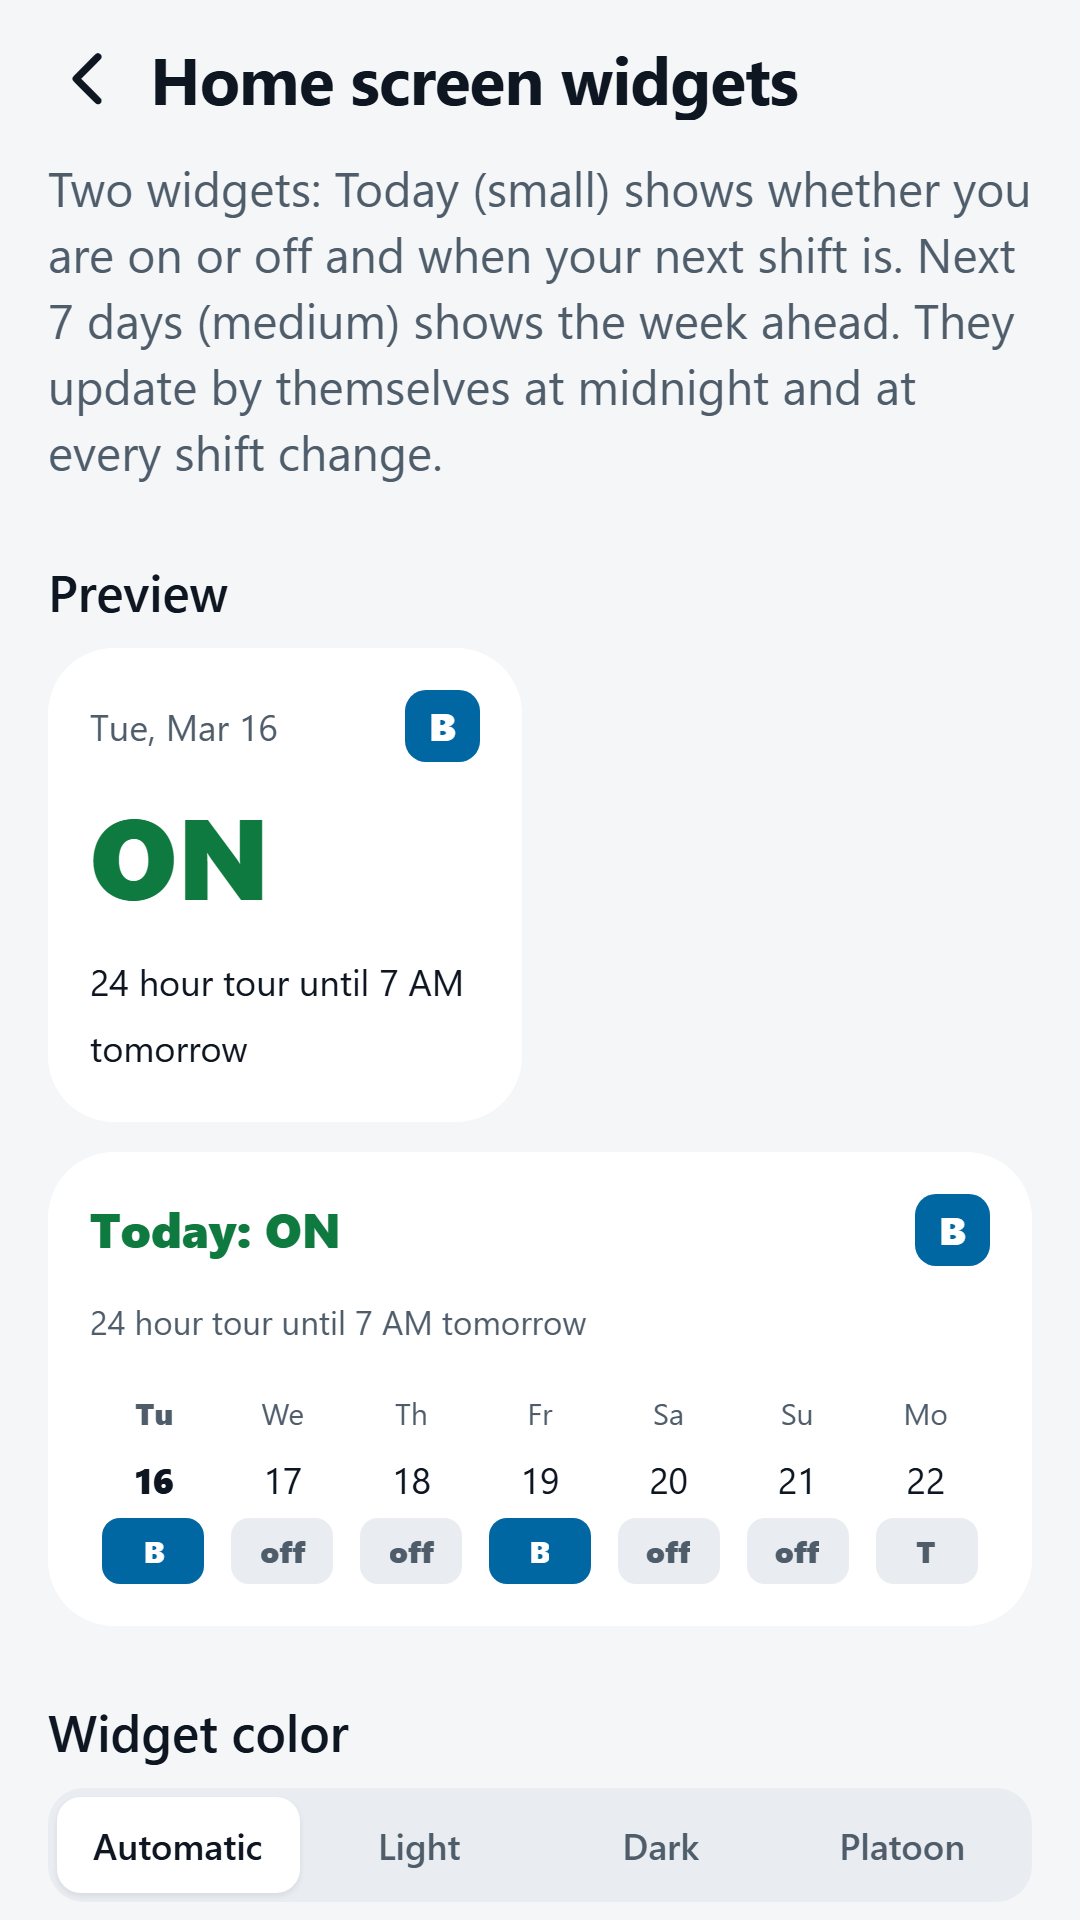 Home screen widgets
Two widgets: Today (small) shows whether you
are on or off and when your next shift is. Next
7 days (medium) shows the week ahead. They
update by themselves at midnight and at
every shift change.
Preview
Tue, Mar 16 B
ON
24 hour tour until 7 AM
tomorrow
Today: ON B
24 hour tour until 7 AM tomorrow
Tu We Th Fr Sa Su Mo
16 17 18 19 20 21 22
B off off B off off T
Widget color
Automatic Light Dark Platoon